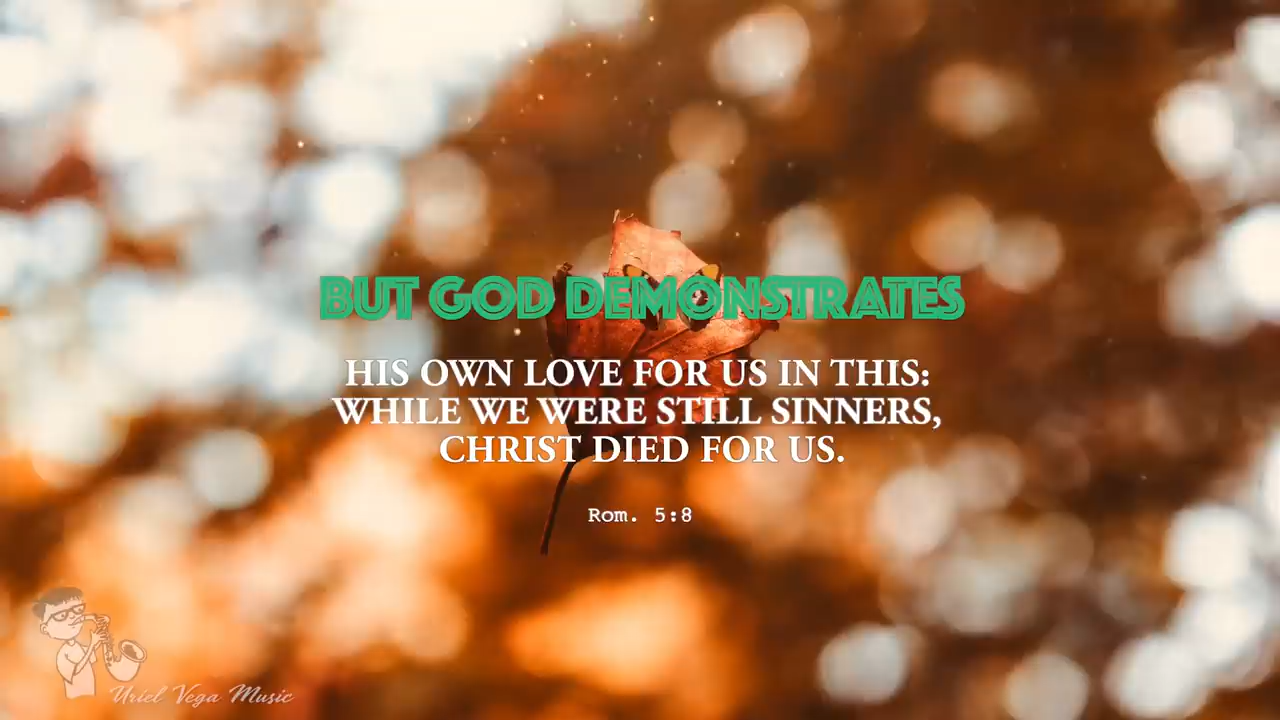 BUT GOD DEMONSTRATES
HIS OWN LOVE FOR US IN THIS:
WHILE WE WERE STILL SINNERS,
CHRIST DIED FOR US.
Rom. 5:8
Uriel Vega Music